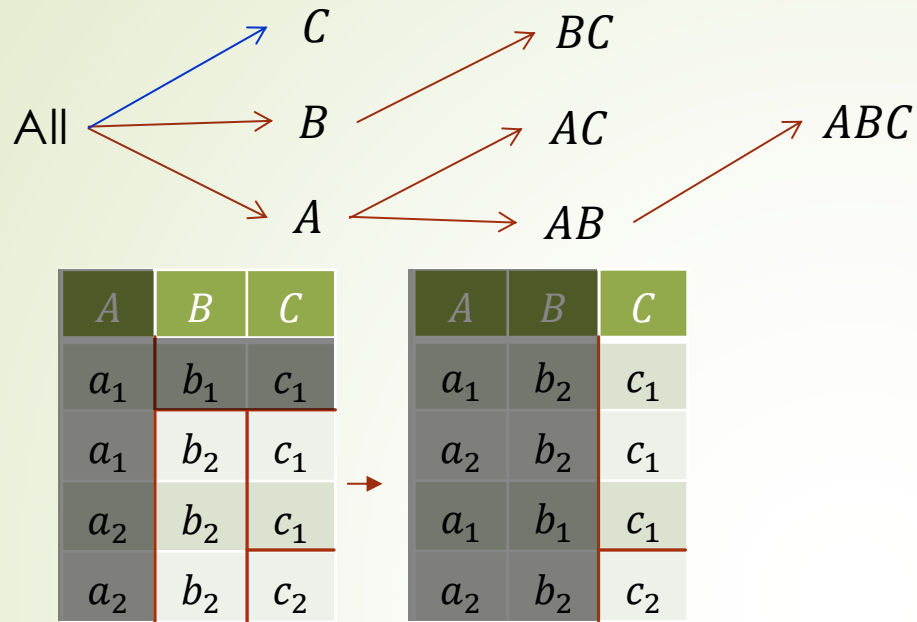 C BC
All B AC ABC
A AB
A B C A B C
a₁ b₁ c₁ a₁ b₂ c₁
a₁ b₂ c₁ a₂ b₂ c₁
a₂ b₂ c₁ a₁ b₁ c₁
a₂ b₂ c₂ a₂ b₂ c₂